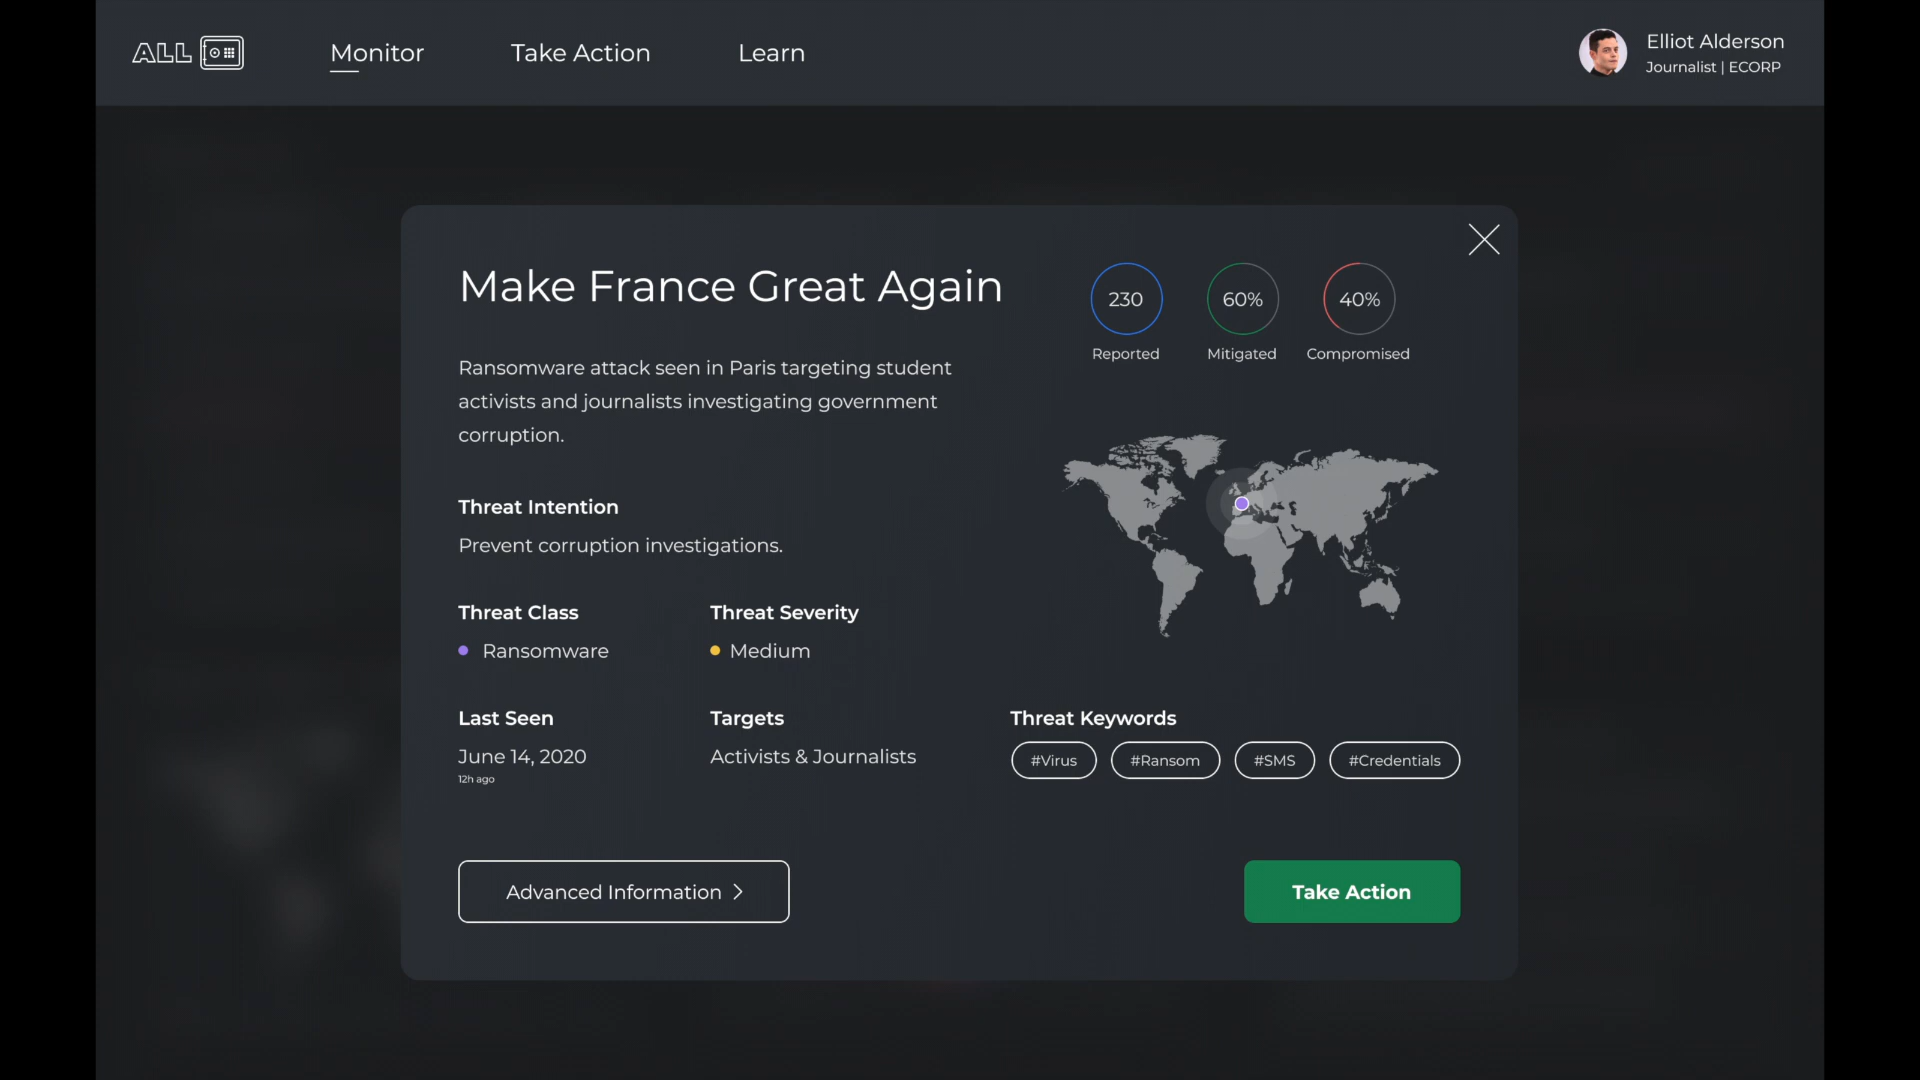 ALL
Monitor
Take Action
Learn
Elliot Alderson
Journalist | ECORP
Make France Great Again
230
Reported
60%
Mitigated
40%
Compromised
Ransomware attack seen in Paris targeting student
activists and journalists investigating government
corruption.
Threat Intention
Prevent corruption investigations.
Threat Class
Ransomware
Threat Severity
Medium
Last Seen
June 14, 2020
12h ago
Targets
Activists & Journalists
Threat Keywords
#Virus
#Ransom
#SMS
#Credentials
Advanced Information
Take Action